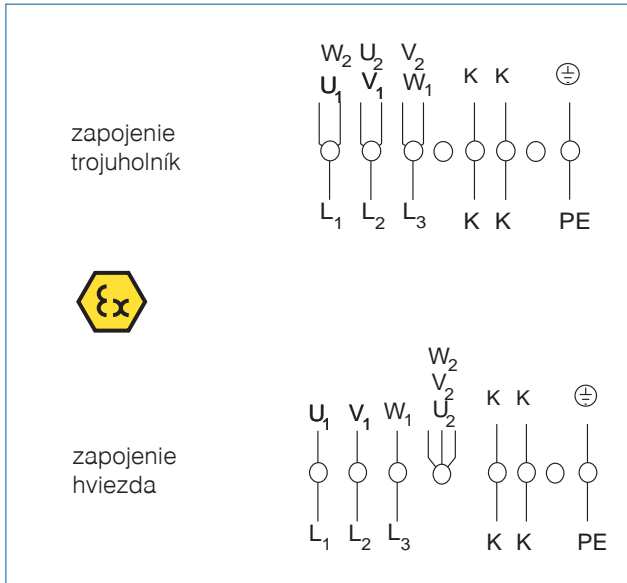 W₂ U₂ V₂
U₁ V₁ W₁ K K
zapojenie
trojuholník
L₁ L₂ L₃ K K PE
Ex
W₂
V₂
U₁ V₁ W₁ U₂ K K
zapojenie
hviezda
L₁ L₂ L₃ K K PE